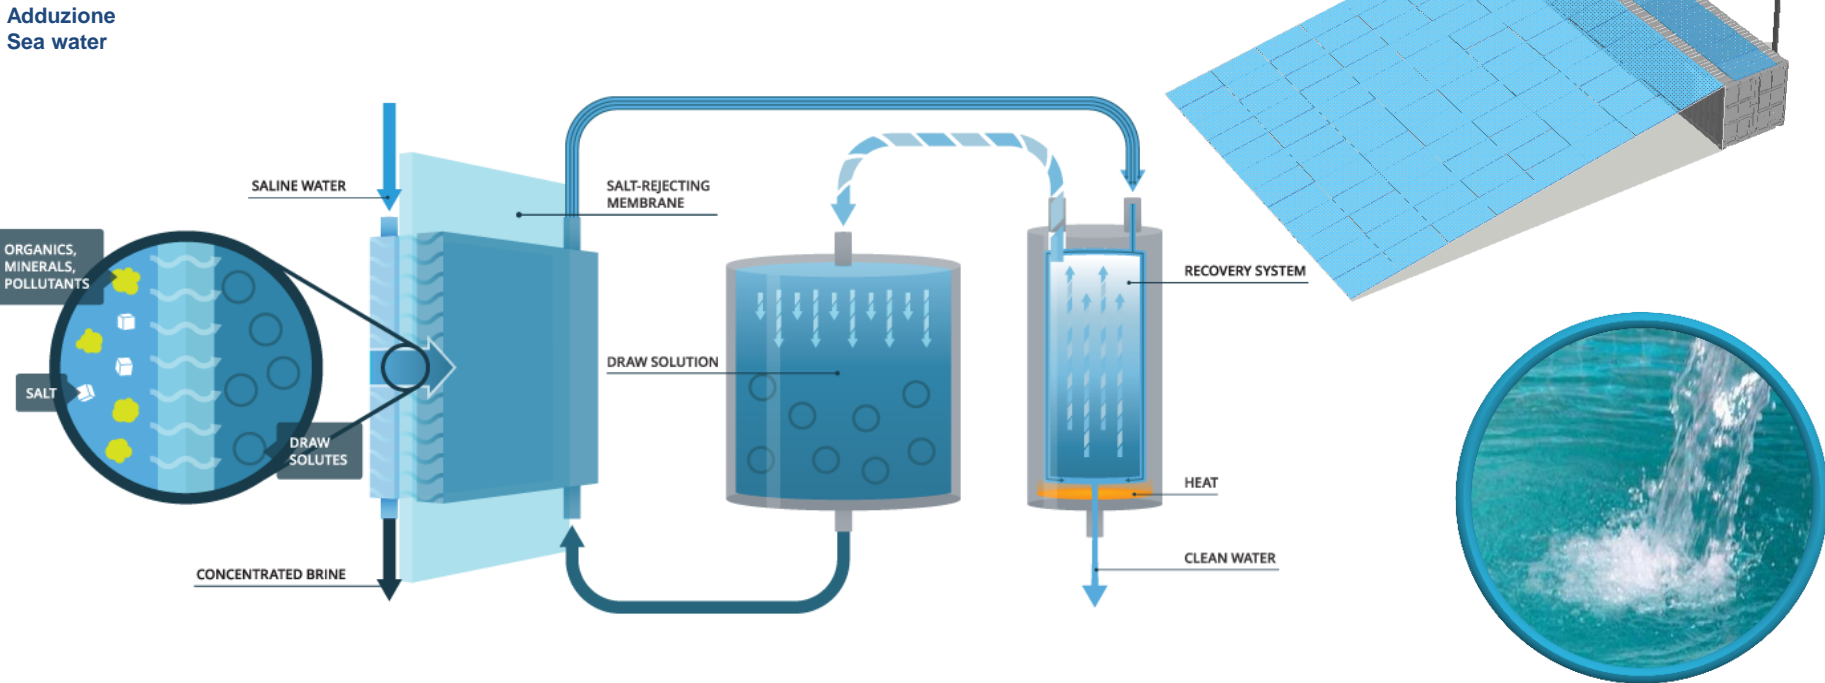 Adduzione
Sea water
SALINE WATER
SALT-REJECTING
MEMBRANE
ORGANICS,
MINERALS,
POLLUTANTS
RECOVERY SYSTEM
DRAW SOLUTION
SALT
DRAW
SOLUTES
HEAT
CLEAN WATER
CONCENTRATED BRINE